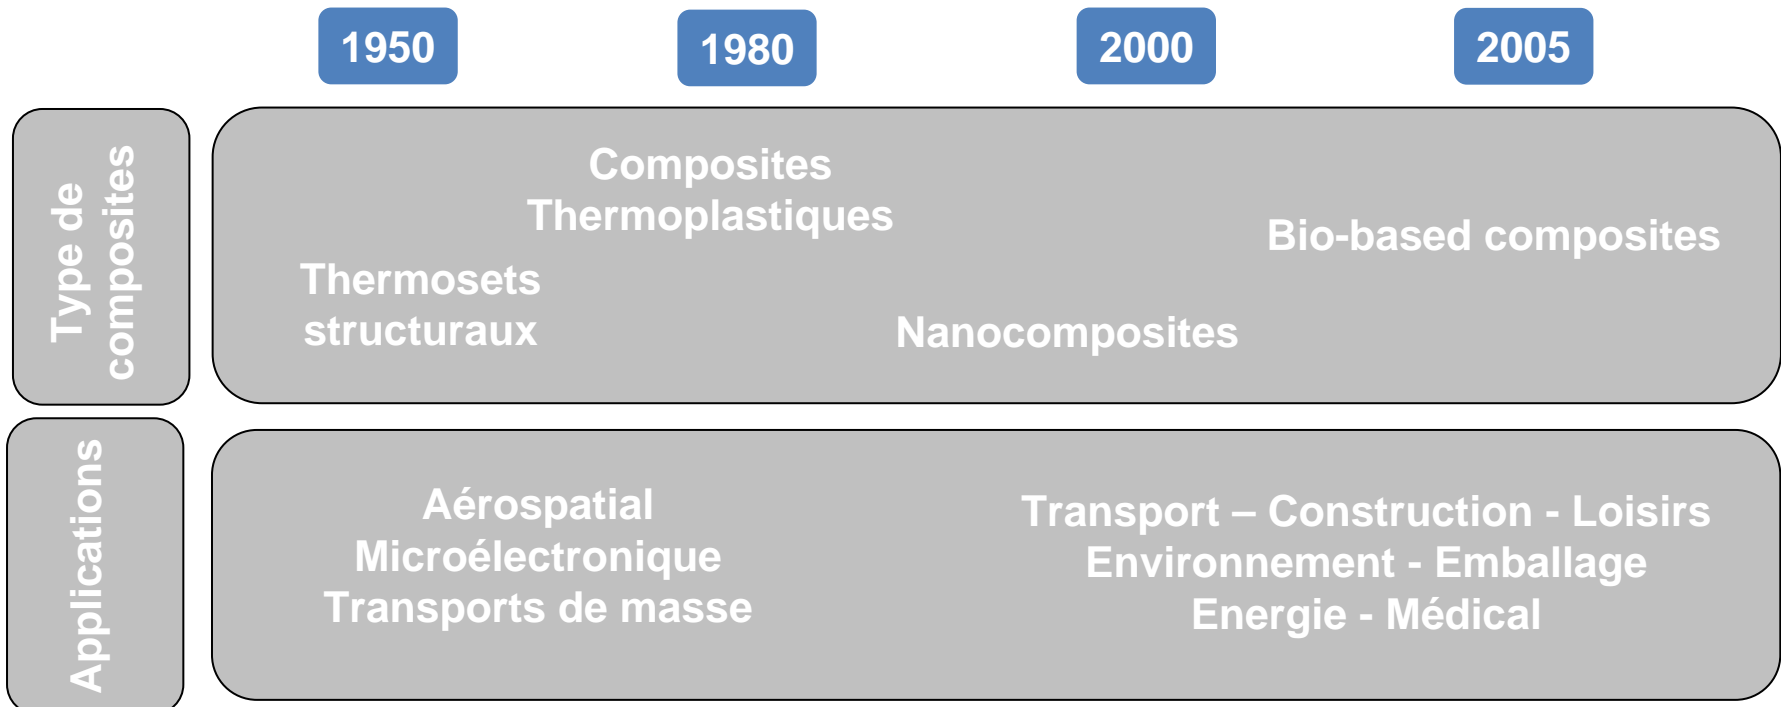 1950
1980
2000
2005
Type de
composites
Composites
Thermoplastiques
Thermosets
structuraux
Nanocomposites
Bio-based composites
Applications
Aérospatial
Microélectronique
Transports de masse
Transport – Construction - Loisirs
Environnement - Emballage
Energie - Médical